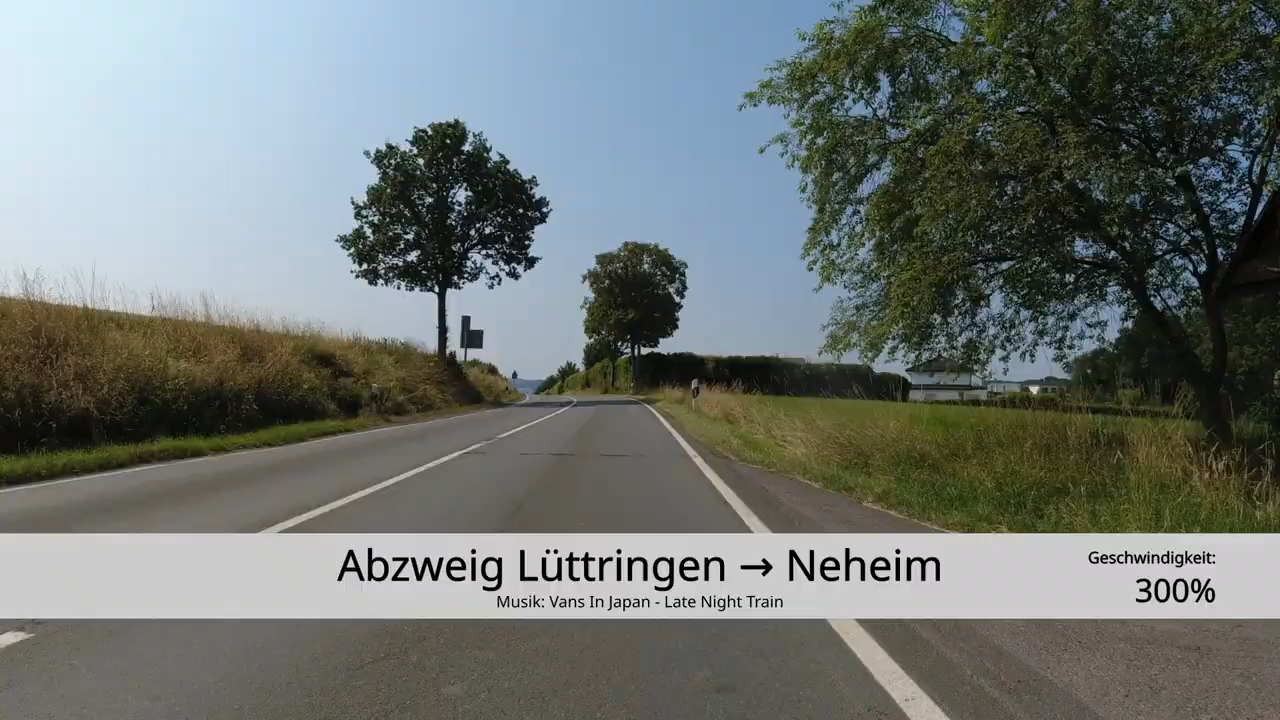 Abzweig Lüttringen → Neheim
Musik: Vans In Japan - Late Night Train
Geschwindigkeit:
300%